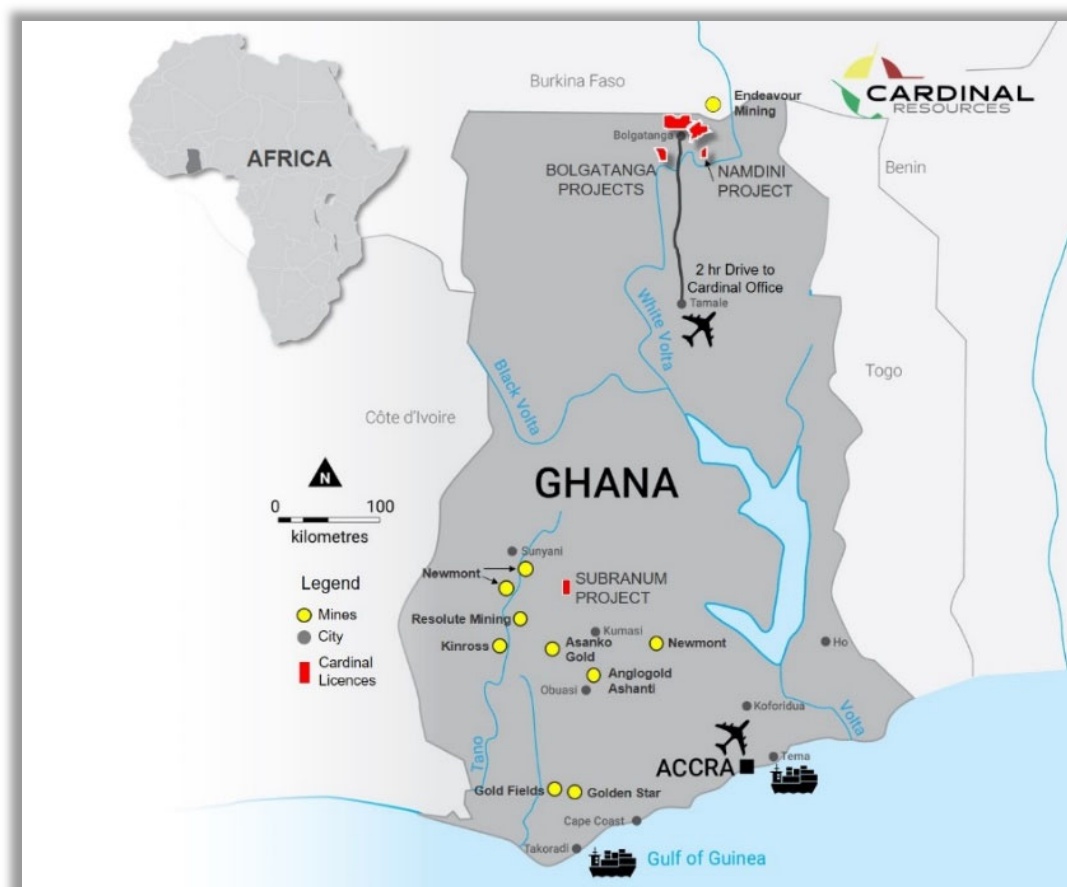 Burkina Faso
CARDINAL
RESOURCES
Endeavour
Mining
AFRICA
Bolgatanga
BOLGATANGA
PROJECTS
NAMDINI
PROJECT
Benin
2 hr Drive to
Cardinal Office
Tamale
White Volta
Black Volta
Togo
Côte d'Ivoire
N
0 100
kilometres
GHANA
Legend
Mines
City
Cardinal
Licences
Sunyani
Newmont
SUBRANUM
PROJECT
Resolute Mining
Kumasi
Kinross
Asanko
Gold
Newmont
Ho
Anglogold
Ashanti
Obuasi
Koforidua
Volta
Tano
ACCRA
Tema
Gold Fields
Golden Star
Cape Coast
Takoradi
Gulf of Guinea